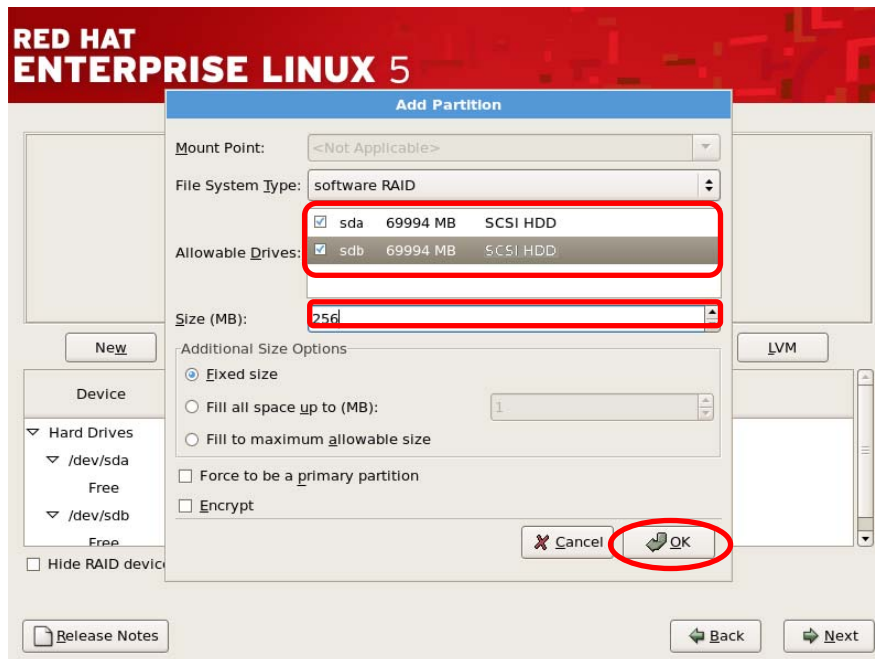 RED HAT
ENTERPRISE LINUX 5
Add Partition
Mount Point: <Not Applicable>
File System Type: software RAID
Allowable Drives:
sda 69994 MB SCSI HDD
sdb 69994 MB SCSI HDD
Size (MB): 256
New
LVM
Additional Size Options
Fixed size
Fill all space up to (MB): 1
Fill to maximum allowable size
Force to be a primary partition
Encrypt
Cancel
OK
Device
Hard Drives
/dev/sda
Free
/dev/sdb
Free
Hide RAID devic
Release Notes
Back
Next